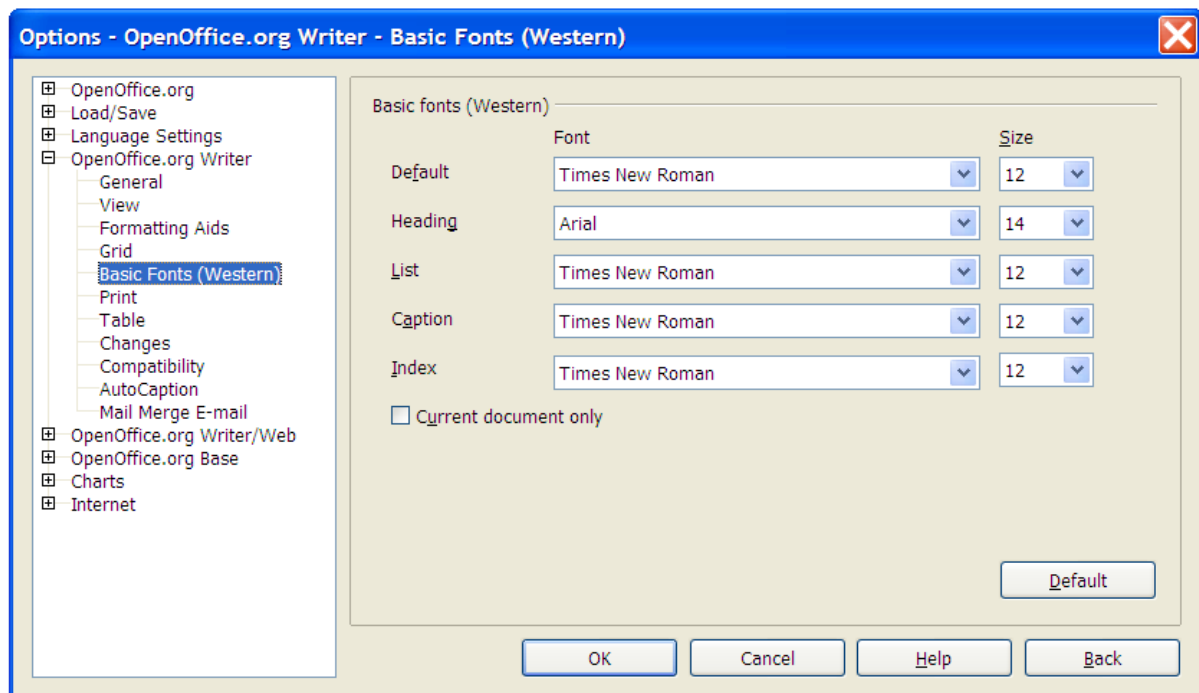 Options - OpenOffice.org Writer - Basic Fonts (Western)
OpenOffice.org
Load/Save
Language Settings
OpenOffice.org Writer
General
View
Formatting Aids
Grid
Basic Fonts (Western)
Print
Table
Changes
Compatibility
AutoCaption
Mail Merge E-mail
OpenOffice.org Writer/Web
OpenOffice.org Base
Charts
Internet
Basic fonts (Western)
Font Size
Default Times New Roman 12
Heading Arial 14
List Times New Roman 12
Caption Times New Roman 12
Index Times New Roman 12
Current document only
Default
OK Cancel Help Back